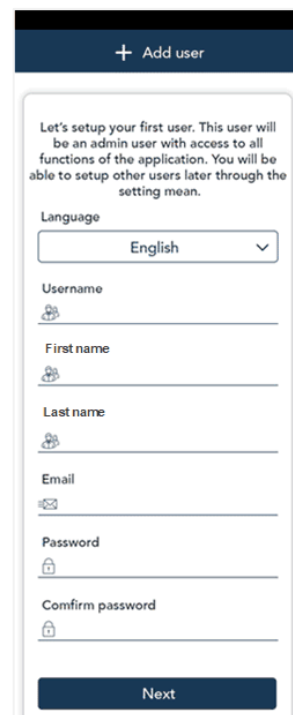 + Add user
Let's setup your first user. This user will
be an admin user with access to all
functions of the application. You will be
able to setup other users later through the
setting mean.
Language
English
Username
First name
Last name
Email
Password
Comfirm password
Next